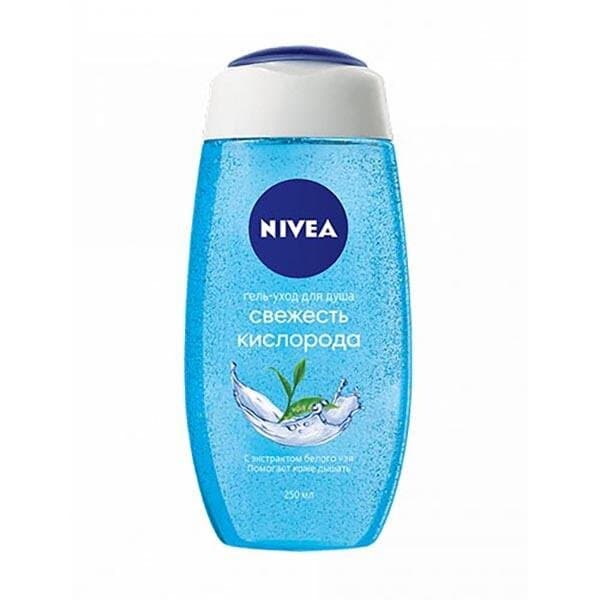 NIVEA
гель-уход для душа
свежесть
кислорода
С экстрактом белого чая
Помогает коже дышать
250 мл